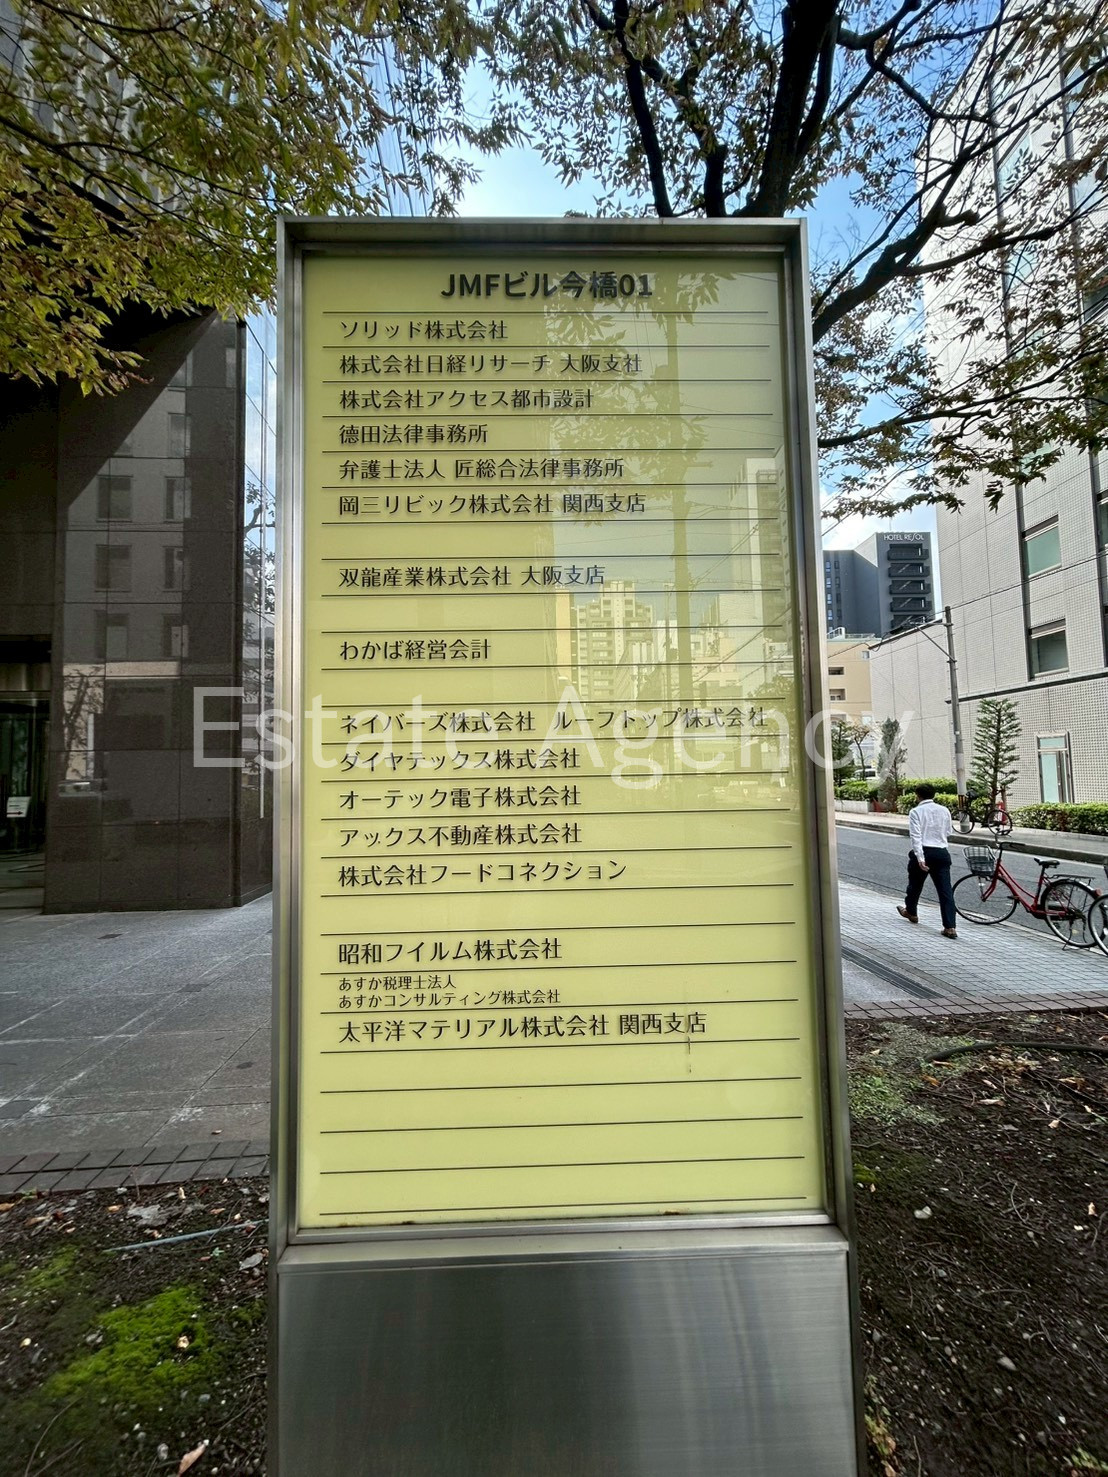 JMFビル今橋01
ソリッド株式会社
株式会社日経リサーチ 大阪支社
株式会社アクセス都市設計
德田法律事務所
弁護士法人 匠総合法律事務所
岡三リビック株式会社 関西支店
双龍産業株式会社 大阪支店
わかば経営会計
ネイバーズ株式会社 ルーフトップ株式会社
ダイヤテックス株式会社
オーテック電子株式会社
アックス不動産株式会社
株式会社フードコネクション
昭和フイルム株式会社
あすか税理士法人
あすかコンサルティング株式会社
太平洋マテリアル株式会社 関西支店
HOTEL RESOL
Estate Agency